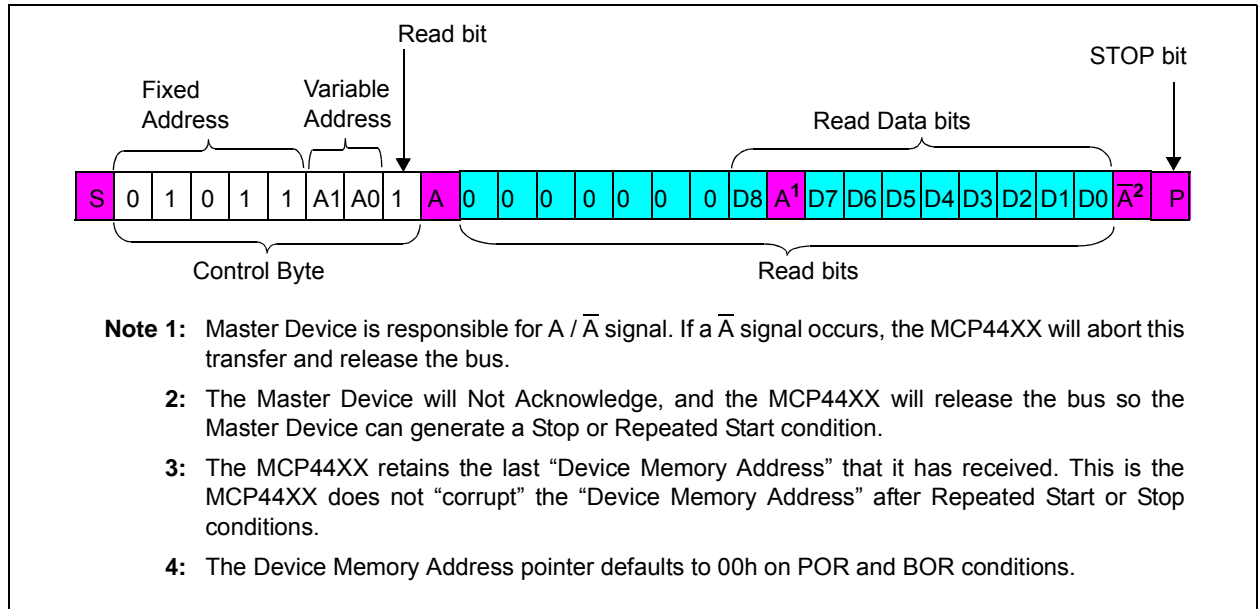 Read bit
STOP bit
Fixed Address
Variable Address
Read Data bits
S 0 1 0 1 1 A1 A0 1 A 0 0 0 0 0 0 0 D8 A¹ D7 D6 D5 D4 D3 D2 D1 D0 A̅² P
Control Byte
Read bits
Note 1: Master Device is responsible for A / A̅ signal. If a A̅ signal occurs, the MCP44XX will abort this
transfer and release the bus.
2: The Master Device will Not Acknowledge, and the MCP44XX will release the bus so the
Master Device can generate a Stop or Repeated Start condition.
3: The MCP44XX retains the last “Device Memory Address” that it has received. This is the
MCP44XX does not “corrupt” the “Device Memory Address” after Repeated Start or Stop
conditions.
4: The Device Memory Address pointer defaults to 00h on POR and BOR conditions.